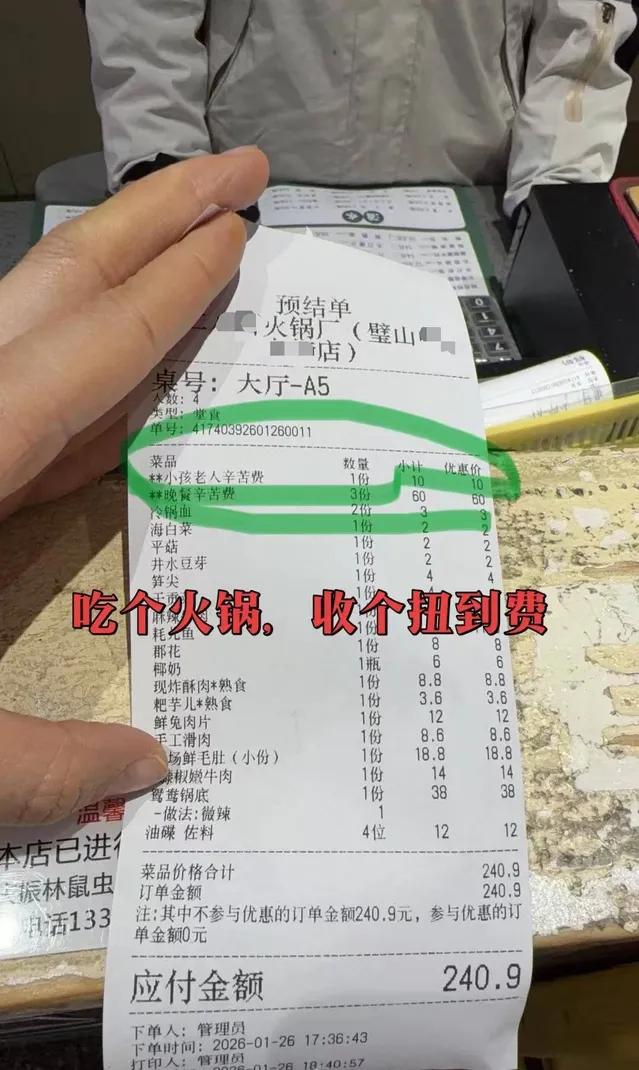 预结单
火锅厂（璧山
店）
桌号：大厅-A5
人数：4
类型：堂食
单号：41740392601260011
菜品 数量 小计 优惠价
**小孩老人辛苦费 1份 10 10
**晚餐辛苦费 3份 60 60
冷锅血 2份 3 3
海白菜 1份 2 2
平菇 1份 2 2
井水豆芽 1份 2 2
笋尖 1份 4 4
吃个火锅，收个扭到费
耗儿鱼 1份
郡花 1份 8 8
椰奶 1瓶 6 6
现炸酥肉*熟食 1份 8.8 8.8
粑芋儿*熟食 1份 3.6 3.6
鲜兔肉片 1份 12 12
手工滑肉 1份 8.6 8.6
场鲜毛肚（小份） 1份 18.8 18.8
辣椒嫩牛肉 1份 14 14
鸳鸯锅底 1份 38 38
-做法:微辣 1
油碟 佐料 4位 12 12
菜品价格合计 240.9
订单金额 240.9
注:其中不参与优惠的订单金额240.9元，参与优惠的订
单金额0元
应付金额 240.9
下单人：管理员
下单时间：2026-01-26 17:36:43
打印人：管理员
2026-01-26 18:40:57
温馨
本店已进行
振林鼠虫
电话133